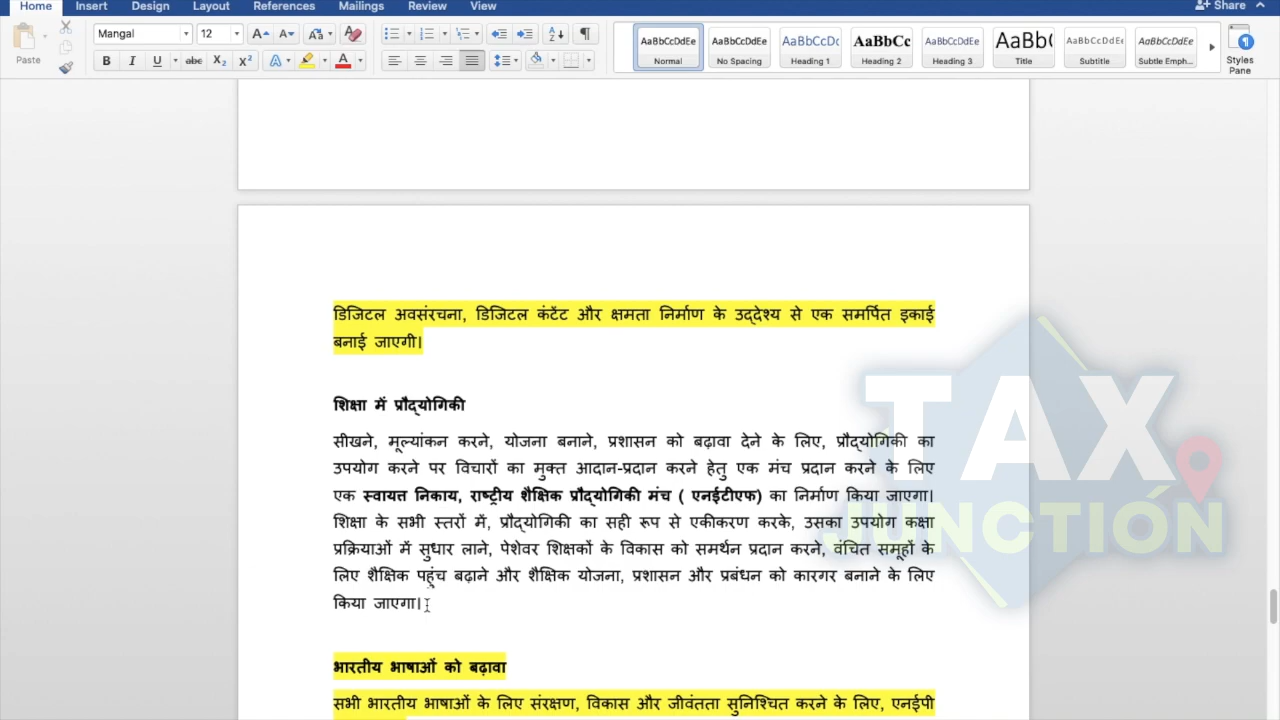 Home Insert Design Layout References Mailings Review View Share
Mangal 12
Paste
AaBbCcDdEe AaBbCcDdEe AaBbCcDc AaBbCc AaBbCcDdEe AaBb( AaBbCcDdEe AaBbCcDdEe
Normal No Spacing Heading 1 Heading 2 Heading 3 Title Subtitle Subtle Emph... Styles
Pane
डिजिटल अवसंरचना, डिजिटल कंटेंट और क्षमता निर्माण के उद्देश्य से एक समर्पित इकाई
बनाई जाएगी।
शिक्षा में प्रौद्योगिकी
सीखने, मूल्यांकन करने, योजना बनाने, प्रशासन को बढ़ावा देने के लिए, प्रौद्योगिकी का
उपयोग करने पर विचारों का मुक्त आदान-प्रदान करने हेतु एक मंच प्रदान करने के लिए
एक स्वायत्त निकाय, राष्ट्रीय शैक्षिक प्रौद्योगिकी मंच ( एनईटीएफ) का निर्माण किया जाएगा।
शिक्षा के सभी स्तरों में, प्रौद्योगिकी का सही रूप से एकीकरण करके, उसका उपयोग कक्षा
प्रक्रियाओं में सुधार लाने, पेशेवर शिक्षकों के विकास को समर्थन प्रदान करने, वंचित समूहों के
लिए शैक्षिक पहुंच बढ़ाने और शैक्षिक योजना, प्रशासन और प्रबंधन को कारगर बनाने के लिए
किया जाएगा।
भारतीय भाषाओं को बढ़ावा
सभी भारतीय भाषाओं के लिए संरक्षण, विकास और जीवंतता सुनिश्चित करने के लिए, एनईपी
TAX
JUNCTION